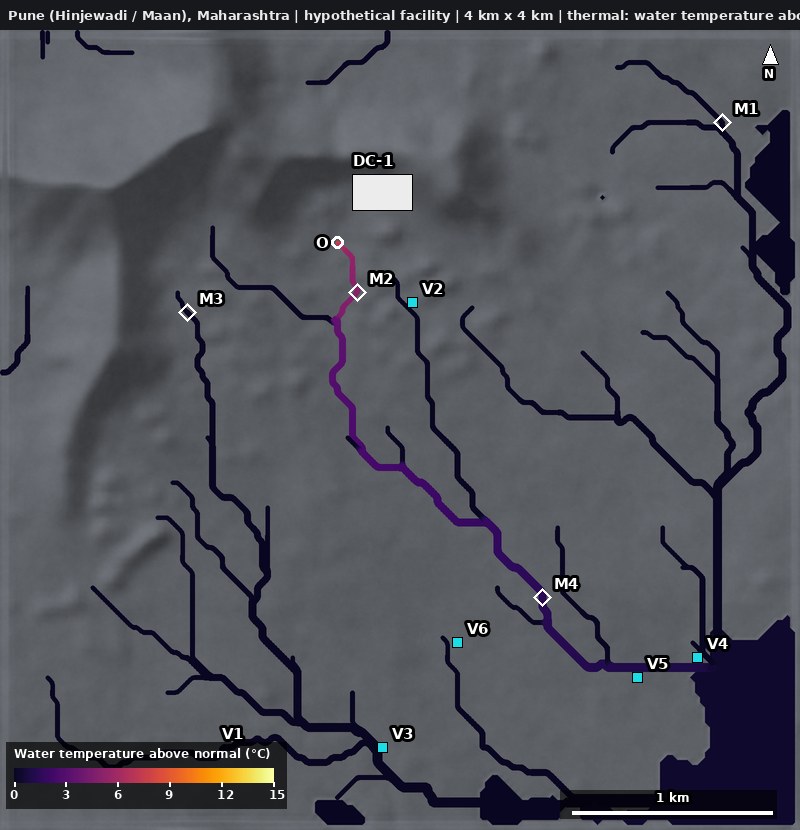 Pune (Hinjewadi / Maan), Maharashtra | hypothetical facility | 4 km x 4 km | thermal: water temperature
N
M1
DC-1
O
M2
V2
M3
M4
V6
V4
V5
V1
V3
Water temperature above normal (°C)
0 3 6 9 12 15
1 km